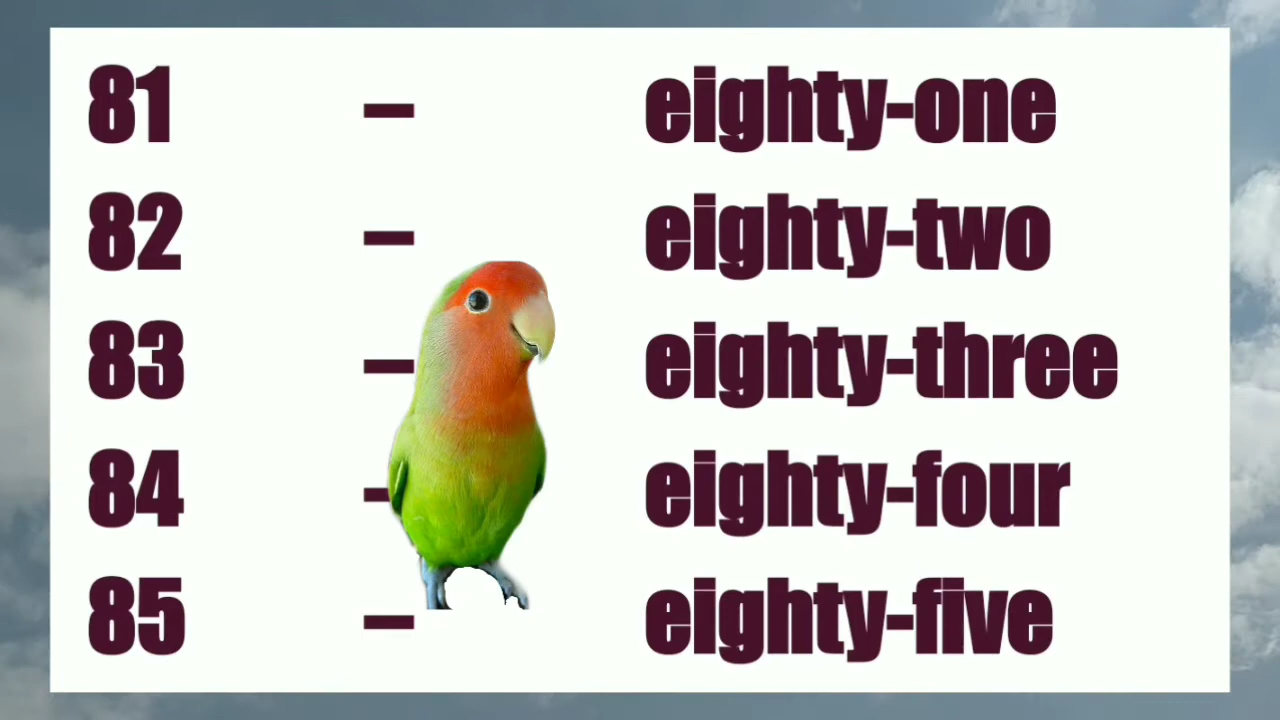 81 – eighty-one
82 – eighty-two
83 – eighty-three
84 – eighty-four
85 – eighty-five